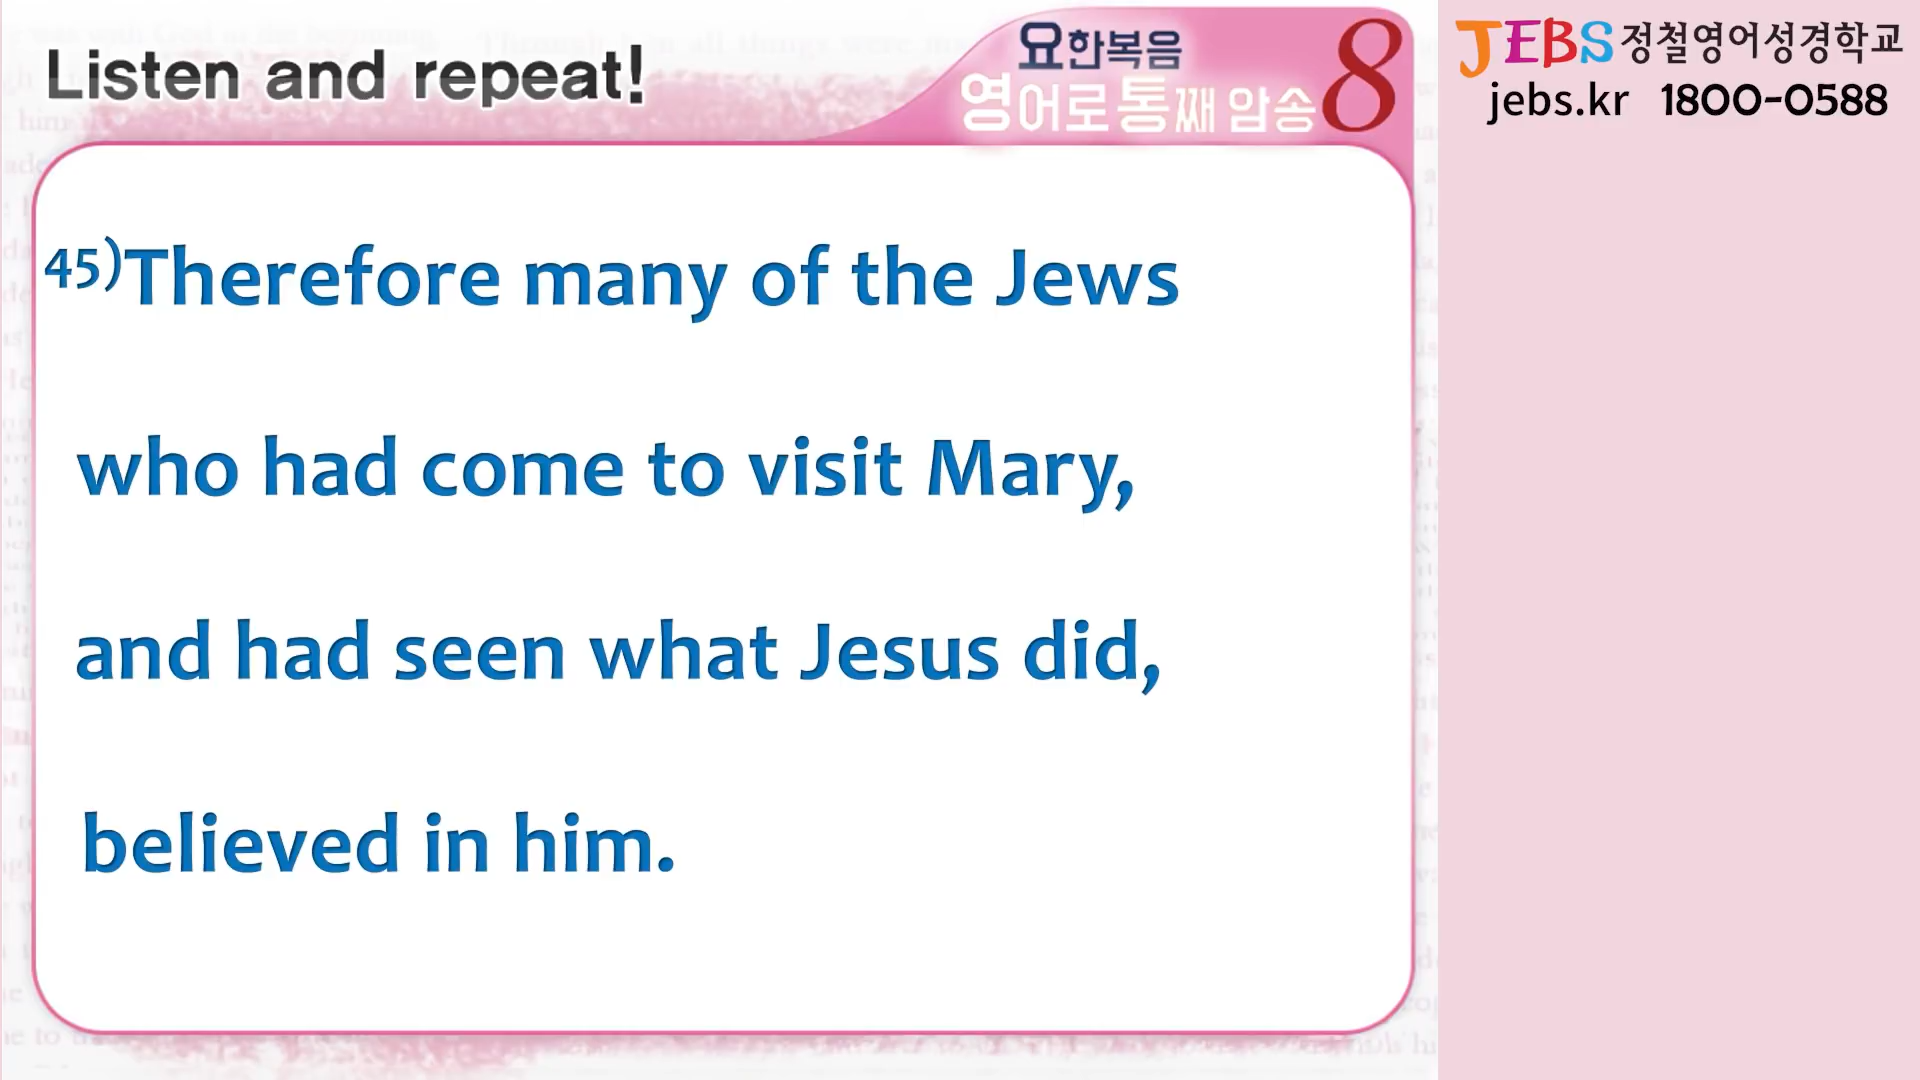 Listen and repeat!
요한복음
영어로 통째 암송 8
JEBS 정철영어성경학교
jebs.kr 1800-0588
45)Therefore many of the Jews
who had come to visit Mary,
and had seen what Jesus did,
believed in him.